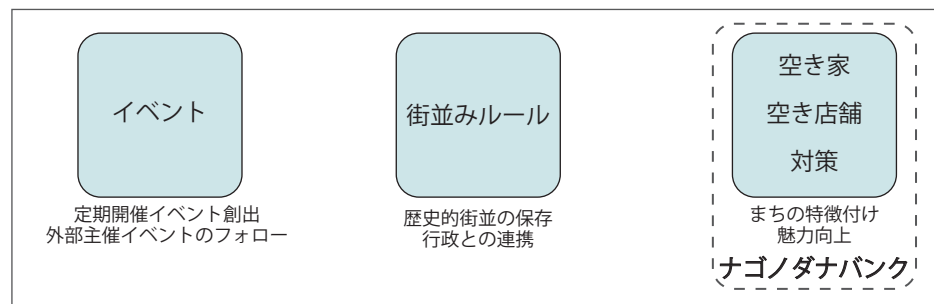 イベント
定期開催イベント創出
外部主催イベントのフォロー
街並みルール
歴史的街並の保存
行政との連携
空き家
空き店舗
対策
まちの特徴付け
魅力向上
ナゴノダナバンク